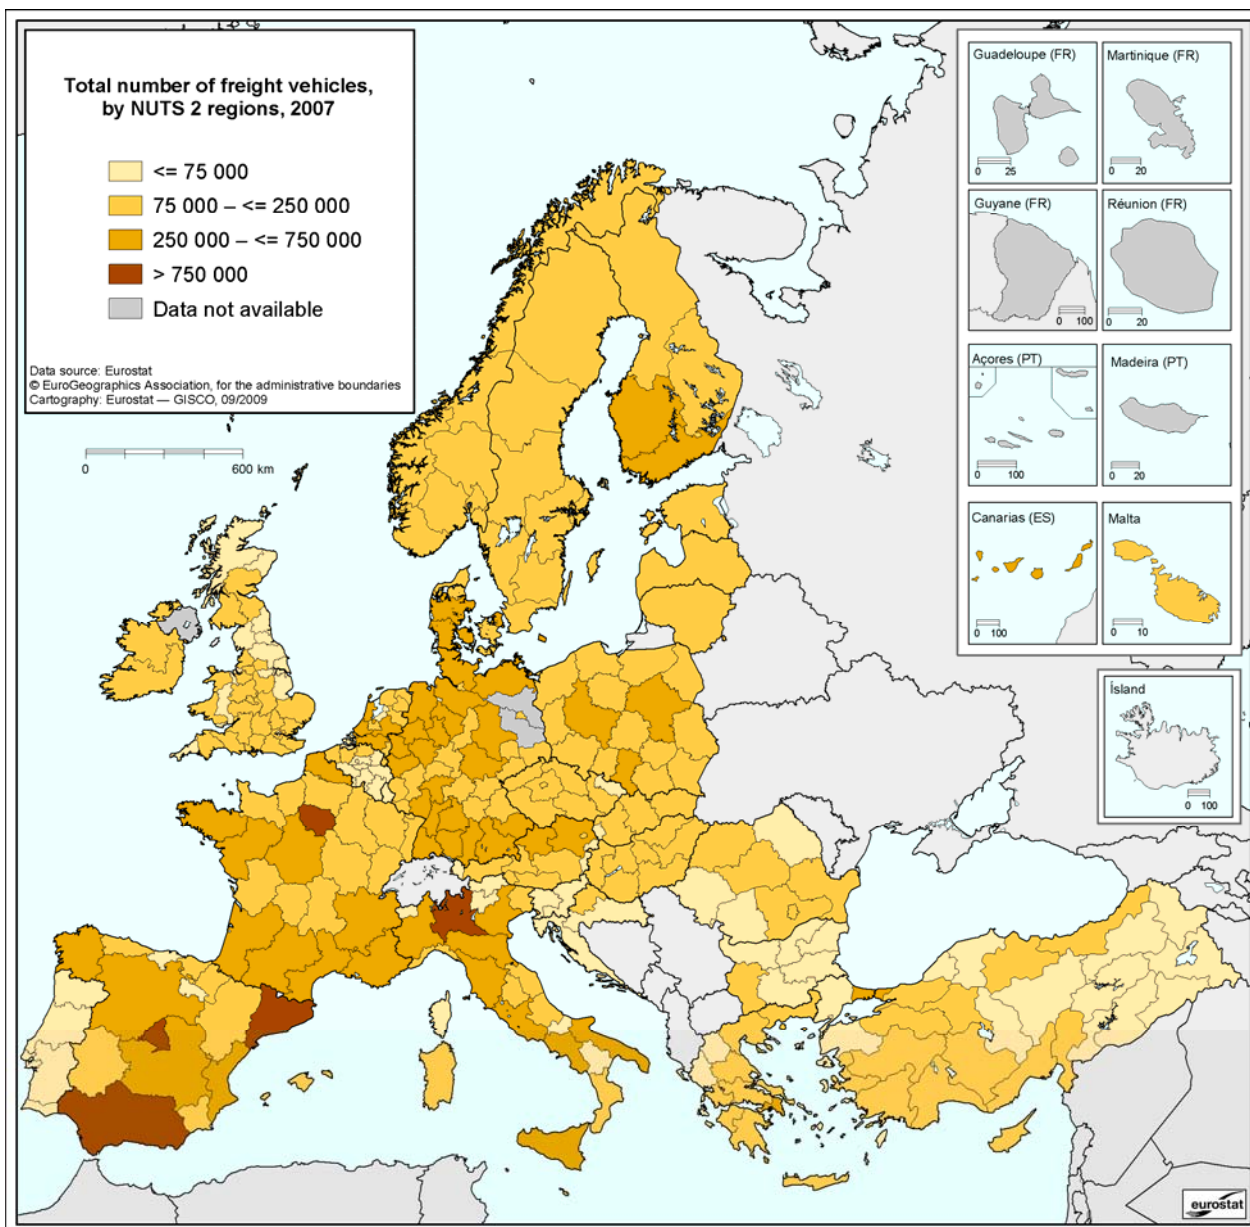 Total number of freight vehicles,
by NUTS 2 regions, 2007
<= 75 000
75 000 – <= 250 000
250 000 – <= 750 000
> 750 000
Data not available
Data source: Eurostat
© EuroGeographics Association, for the administrative boundaries
Cartography: Eurostat — GISCO, 09/2009
0 600 km
Guadeloupe (FR)
0 25
Martinique (FR)
0 20
Guyane (FR)
0 100
Réunion (FR)
0 20
Açores (PT)
0 100
Madeira (PT)
0 20
Canarias (ES)
0 100
Malta
0 10
Ísland
0 100
eurostat